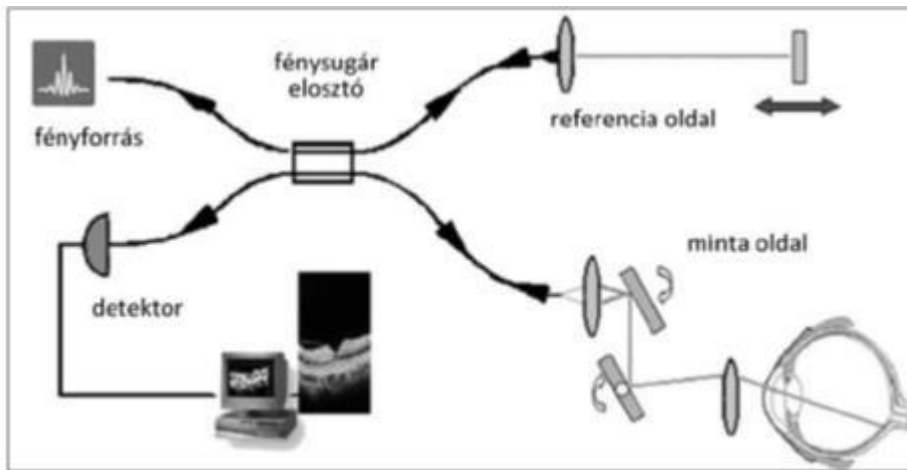 fénysugár
elosztó
fényforrás
referencia oldal
minta oldal
detektor